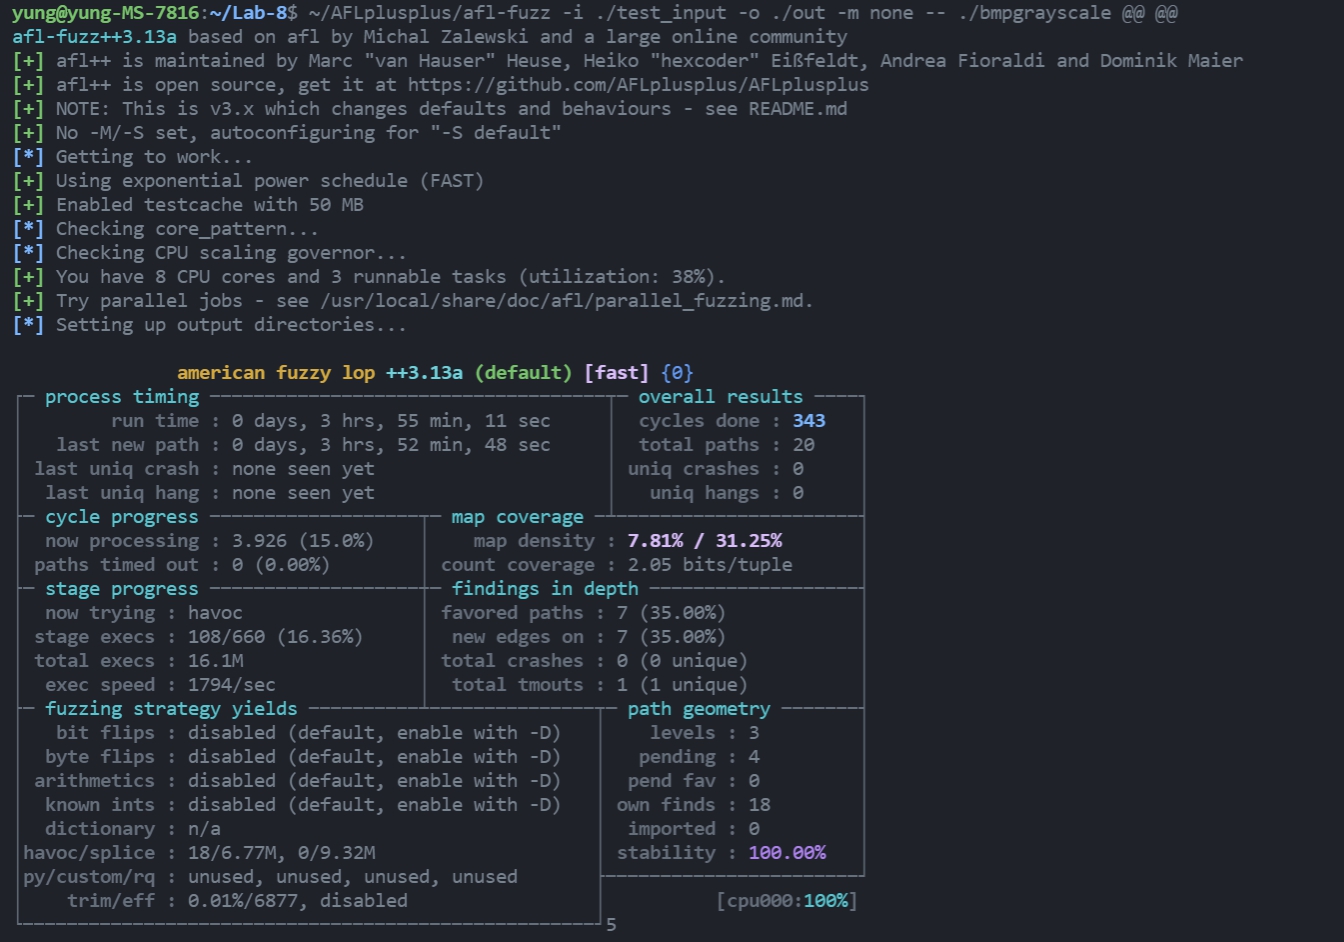 yung@yung-MS-7816:~/Lab-8$ ~/AFLplusplus/afl-fuzz -i ./test_input -o ./out -m none -- ./bmpgrayscale @@ @@
afl-fuzz++3.13a based on afl by Michal Zalewski and a large online community
[+] afl++ is maintained by Marc "van Hauser" Heuse, Heiko "hexcoder" Eißfeldt, Andrea Fioraldi and Dominik Maier
[+] afl++ is open source, get it at https://github.com/AFLplusplus/AFLplusplus
[+] NOTE: This is v3.x which changes defaults and behaviours - see README.md
[+] No -M/-S set, autoconfiguring for "-S default"
[*] Getting to work...
[+] Using exponential power schedule (FAST)
[+] Enabled testcache with 50 MB
[*] Checking core_pattern...
[*] Checking CPU scaling governor...
[+] You have 8 CPU cores and 3 runnable tasks (utilization: 38%).
[+] Try parallel jobs - see /usr/local/share/doc/afl/parallel_fuzzing.md.
[*] Setting up output directories...
american fuzzy lop ++3.13a (default) [fast] {0}
process timing overall results
run time : 0 days, 3 hrs, 55 min, 11 sec cycles done : 343
last new path : 0 days, 3 hrs, 52 min, 48 sec total paths : 20
last uniq crash : none seen yet uniq crashes : 0
last uniq hang : none seen yet uniq hangs : 0
cycle progress map coverage
now processing : 3.926 (15.0%) map density : 7.81% / 31.25%
paths timed out : 0 (0.00%) count coverage : 2.05 bits/tuple
stage progress findings in depth
now trying : havoc favored paths : 7 (35.00%)
stage execs : 108/660 (16.36%) new edges on : 7 (35.00%)
total execs : 16.1M total crashes : 0 (0 unique)
exec speed : 1794/sec total tmouts : 1 (1 unique)
fuzzing strategy yields path geometry
bit flips : disabled (default, enable with -D) levels : 3
byte flips : disabled (default, enable with -D) pending : 4
arithmetics : disabled (default, enable with -D) pend fav : 0
known ints : disabled (default, enable with -D) own finds : 18
dictionary : n/a imported : 0
havoc/splice : 18/6.77M, 0/9.32M stability : 100.00%
py/custom/rq : unused, unused, unused, unused
trim/eff : 0.01%/6877, disabled [cpu000:100%]
5